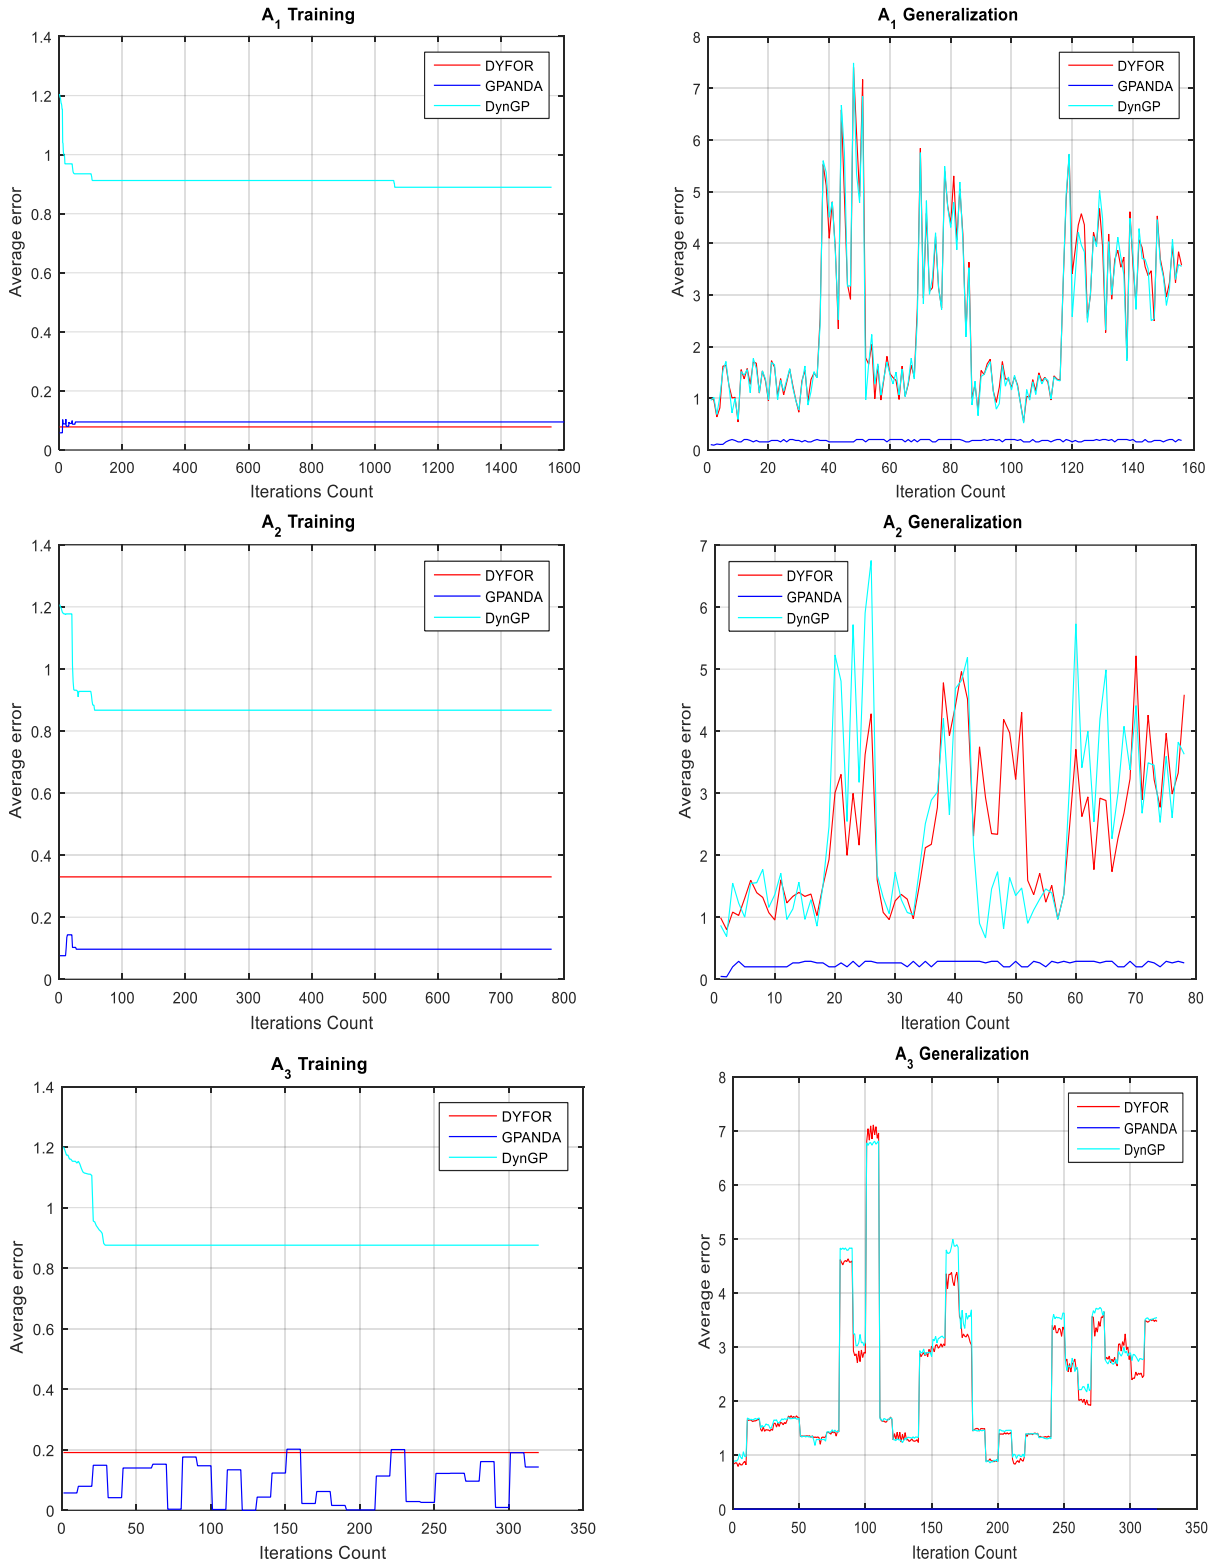 A1 Training
1.4
1.2
1
0.8
0.6
0.4
0.2
0
Average error
DYFOR
GPANDA
DynGP
0 200 400 600 800 1000 1200 1400 1600
Iterations Count
A1 Generalization
8
7
6
5
4
3
2
1
0
Average error
DYFOR
GPANDA
DynGP
0 20 40 60 80 100 120 140 160
Iteration Count
A2 Training
1.4
1.2
1
0.8
0.6
0.4
0.2
0
Average error
DYFOR
GPANDA
DynGP
0 100 200 300 400 500 600 700 800
Iterations Count
A2 Generalization
7
6
5
4
3
2
1
0
Average error
DYFOR
GPANDA
DynGP
0 10 20 30 40 50 60 70 80
Iteration Count
A3 Training
1.4
1.2
1
0.8
0.6
0.4
0.2
0
Average error
DYFOR
GPANDA
DynGP
0 50 100 150 200 250 300 350
Iterations Count
A3 Generalization
8
7
6
5
4
3
2
1
0
Average error
DYFOR
GPANDA
DynGP
0 50 100 150 200 250 300 350
Iteration Count